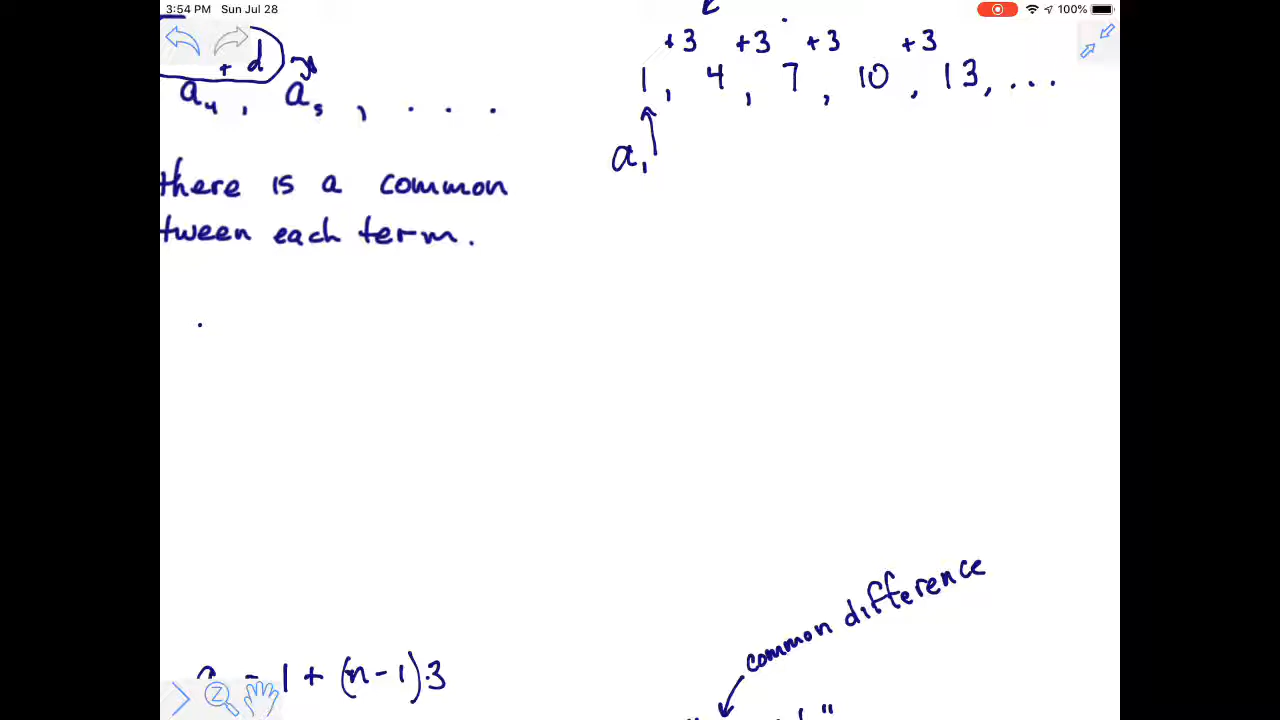 3:54 PM Sun Jul 28
100%
+ d
a₄, a₅, . . .
+3 +3 +3 +3
1, 4, 7, 10, 13, ...
a₁
there is a common
tween each term.
common difference
= 1 + (n-1)·3
Z